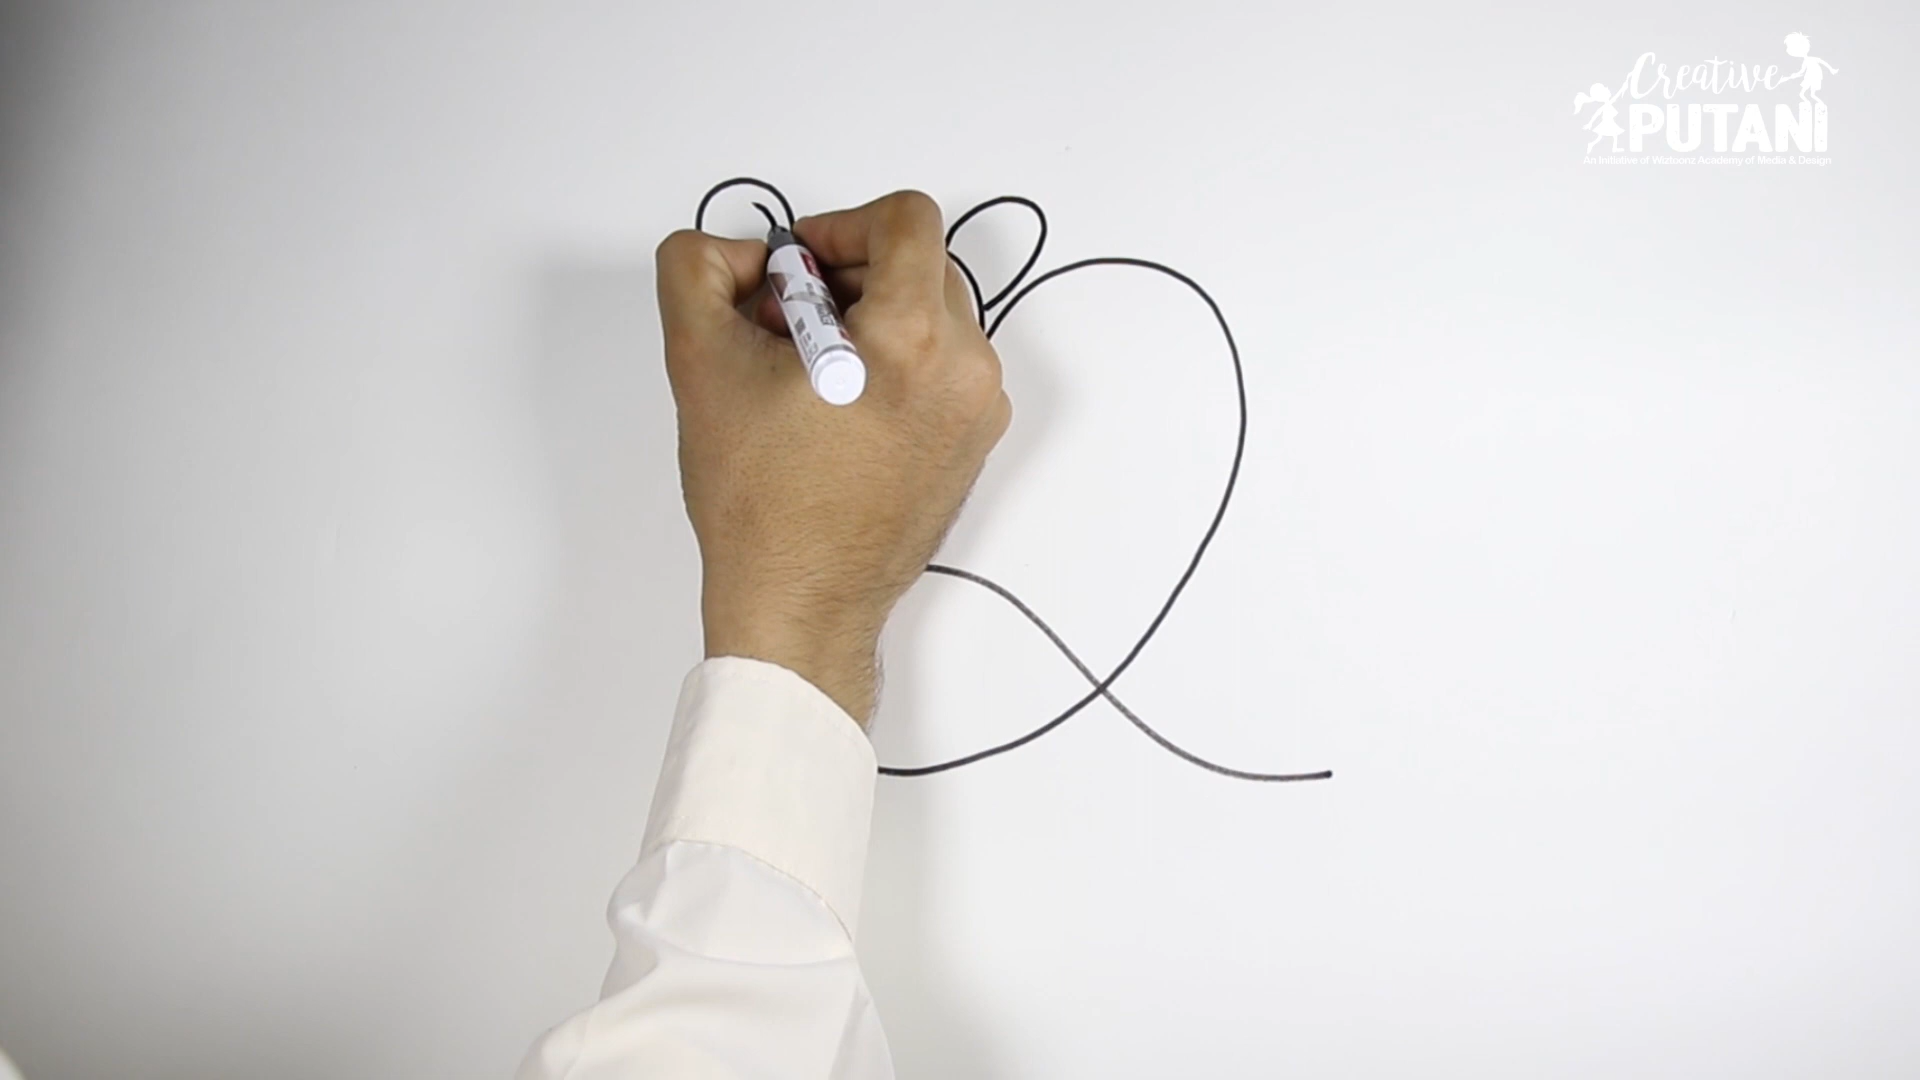 Creative
PUTANI
An Initiative of Wiztoonz Academy of Media & Design